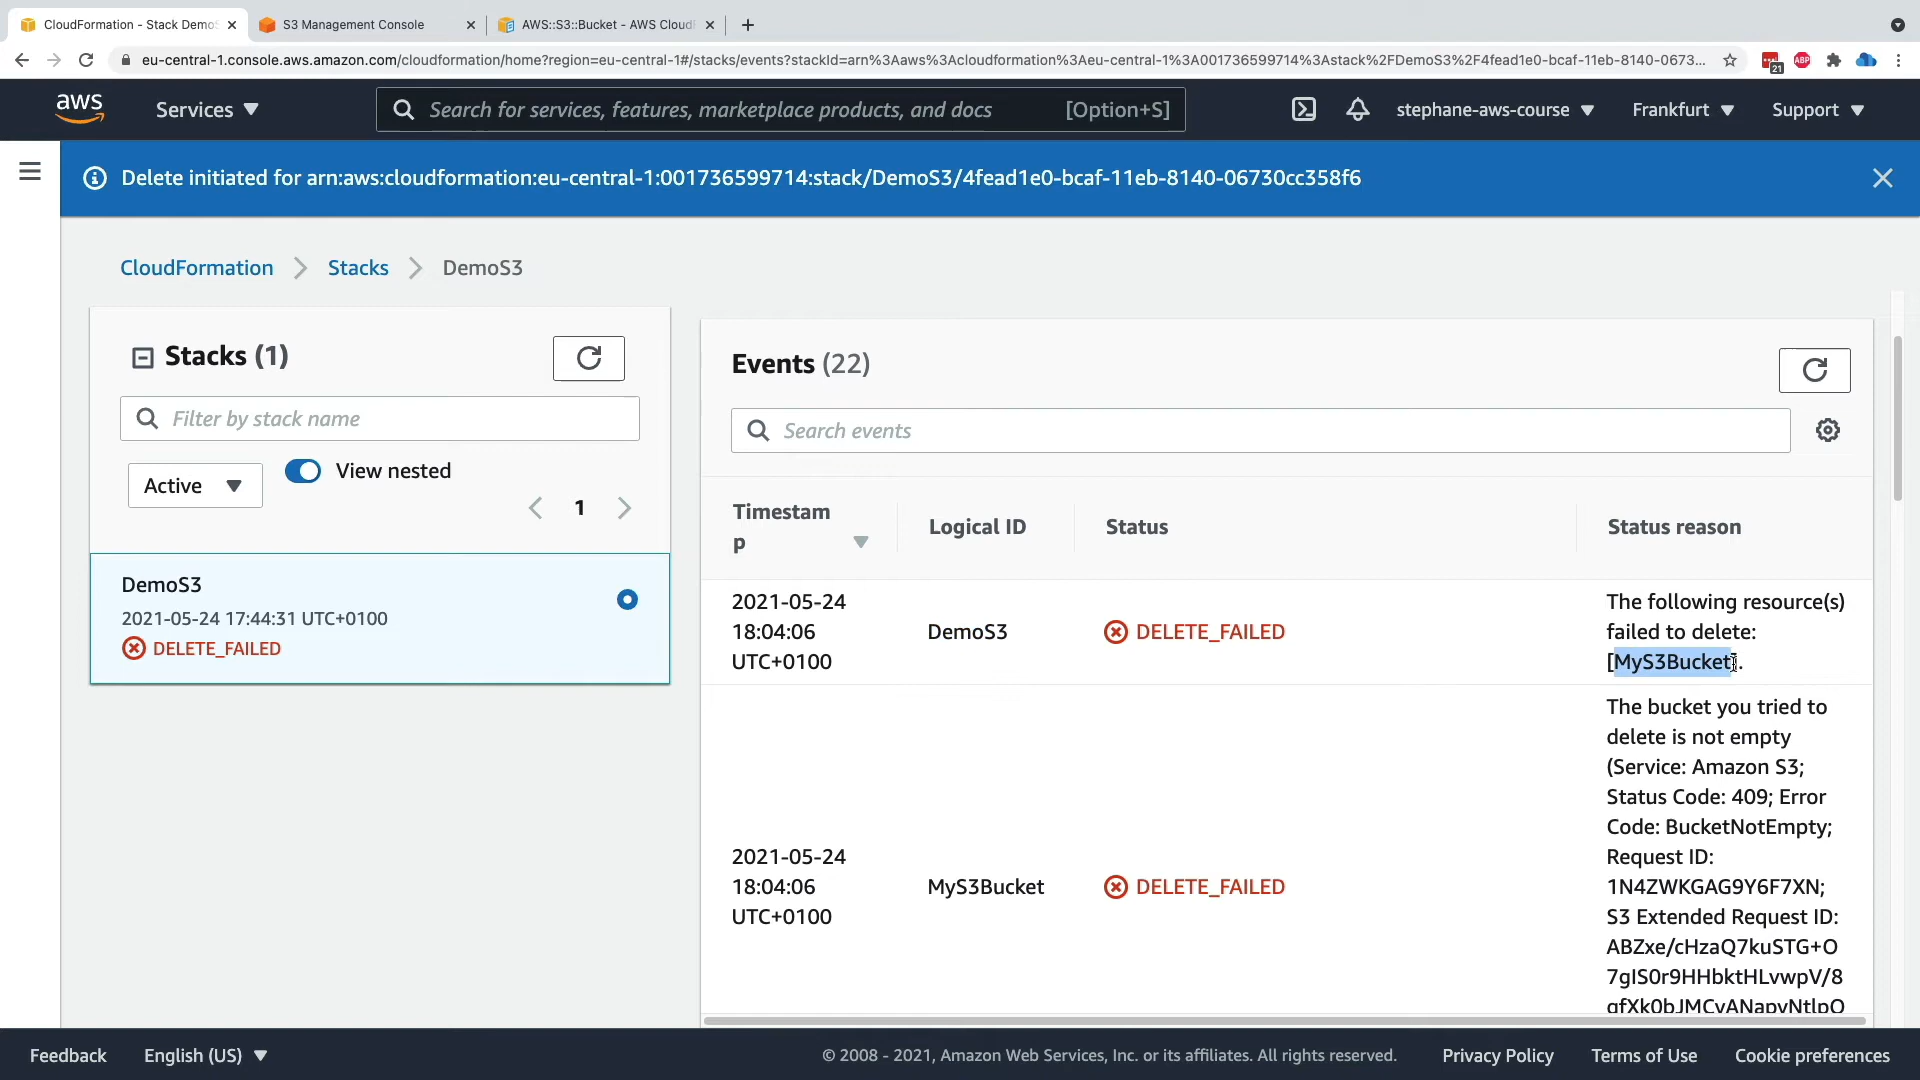 CloudFormation - Stack Demo
S3 Management Console
AWS::S3::Bucket - AWS Cloud
eu-central-1.console.aws.amazon.com/cloudformation/home?region=eu-central-1#/stacks/events?stackId=arn%3Aaws%3Acloudformation%3Aeu-central-1%3A001736599714%3Astack%2FDemoS3%2F4fead1e0-bcaf-11eb-8140-0673...
21
ABP
aws
Services
Search for services, features, marketplace products, and docs
[Option+S]
stephane-aws-course
Frankfurt
Support
Delete initiated for arn:aws:cloudformation:eu-central-1:001736599714:stack/DemoS3/4fead1e0-bcaf-11eb-8140-06730cc358f6
CloudFormation
Stacks
DemoS3
Stacks (1)
Filter by stack name
Active
View nested
1
DemoS3
2021-05-24 17:44:31 UTC+0100
DELETE_FAILED
Events (22)
Search events
Timestam
p
Logical ID
Status
Status reason
2021-05-24
18:04:06
UTC+0100
DemoS3
DELETE_FAILED
The following resource(s)
failed to delete:
[MyS3Bucket].
2021-05-24
18:04:06
UTC+0100
MyS3Bucket
DELETE_FAILED
The bucket you tried to
delete is not empty
(Service: Amazon S3;
Status Code: 409; Error
Code: BucketNotEmpty;
Request ID:
1N4ZWKGAG9Y6F7XN;
S3 Extended Request ID:
ABZxe/cHzaQ7kuSTG+O
7gIS0r9HHbktHLvwpV/8
Feedback
English (US)
© 2008 - 2021, Amazon Web Services, Inc. or its affiliates. All rights reserved.
Privacy Policy
Terms of Use
Cookie preferences